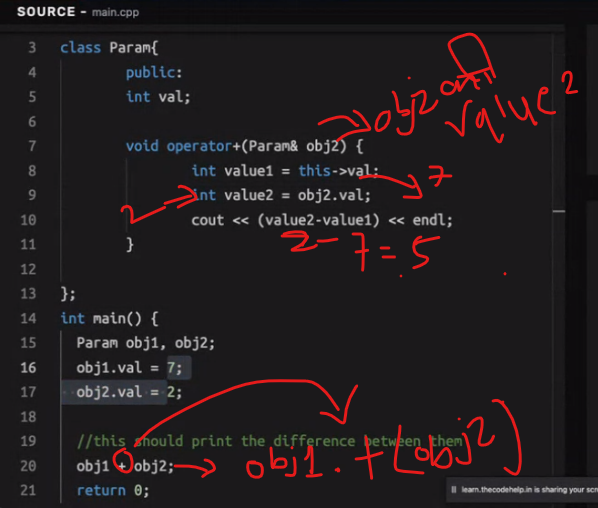 SOURCE - main.cpp
3 class Param{
4 public:
5 int val;
6
7 void operator+(Param& obj2) {
8 int value1 = this->val;
9 int value2 = obj2.val;
10 cout << (value2-value1) << endl;
11 }
12
13 };
14 int main() {
15 Param obj1, obj2;
16 obj1.val = 7;
17 obj2.val = 2;
18
19 //this should print the difference between them
20 obj1 + obj2;
21 return 0;
obj2
value2
7
2
2-7=5
obj1.+(obj2)
learn.thecodehelp.in is sharing your scr